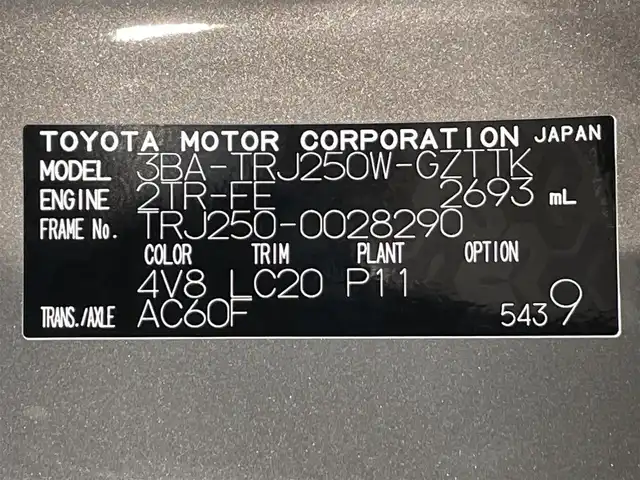 TOYOTA MOTOR CORPORATION JAPAN
MODEL 3BA-TRJ250W-GZTTK
ENGINE 2TR-FE 2693 mL
FRAME No. TRJ250-0028290
COLOR TRIM PLANT OPTION
4V8 LC20 P11
TRANS./AXLE AC60F 5439